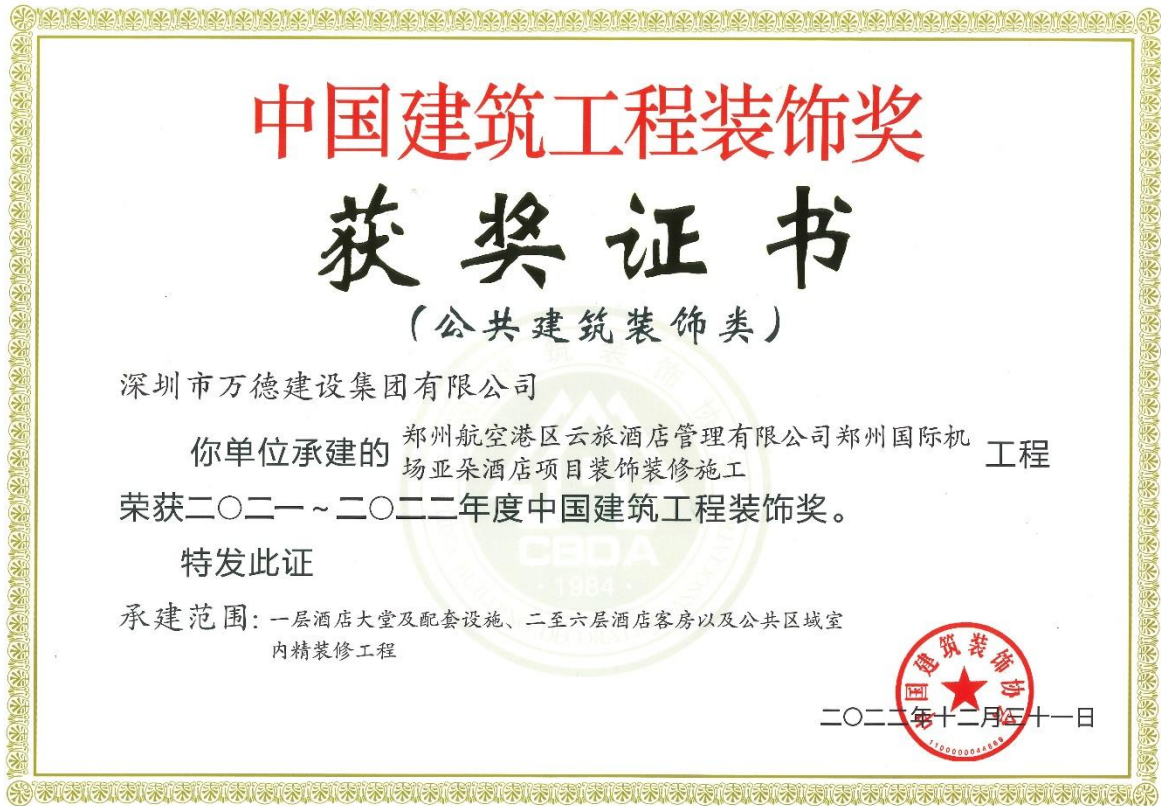 中国建筑工程装饰奖
获奖证书
(公共建筑装饰类)
深圳市万德建设集团有限公司
你单位承建的 郑州航空港区云旅酒店管理有限公司郑州国际机
场亚朵酒店项目装饰装修施工 工程
荣获二〇二一~二〇二二年度中国建筑工程装饰奖。
特发此证
CBDA
·1984·
承建范围: 一层酒店大堂及配套设施、二至六层酒店客房以及公共区域室
内精装修工程
中国建筑装饰协会
二〇二二年十二月三十一日